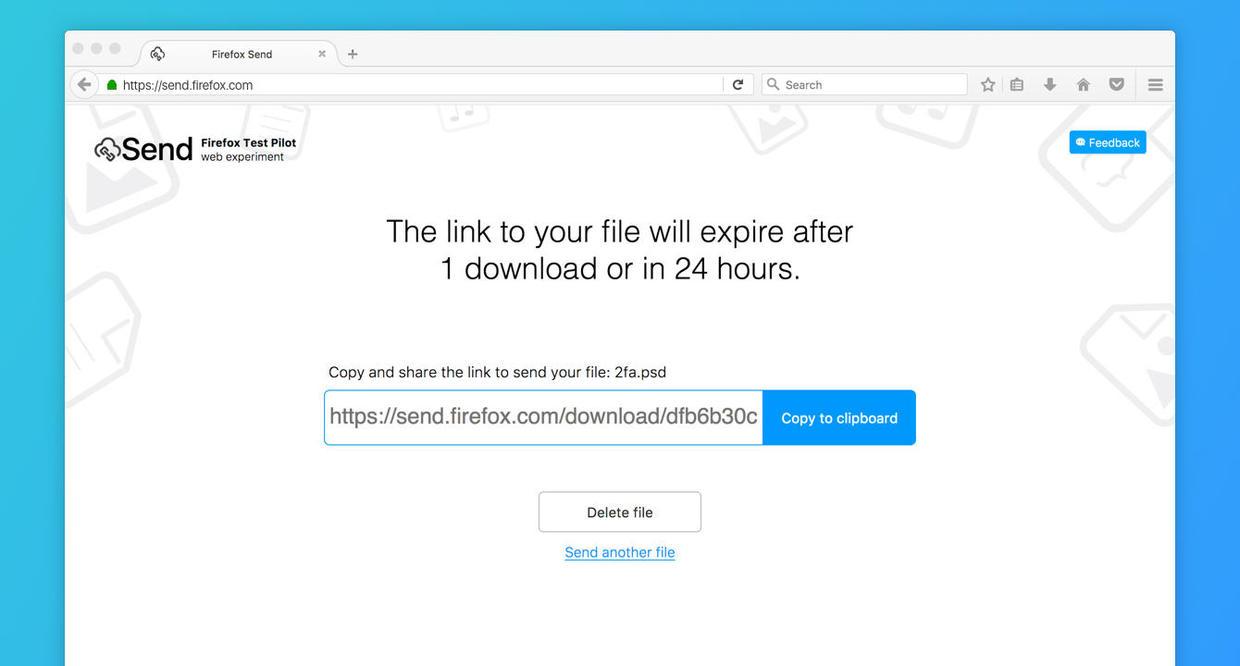 Firefox Send
https://send.firefox.com
Search
Send
Firefox Test Pilot
web experiment
Feedback
The link to your file will expire after
1 download or in 24 hours.
Copy and share the link to send your file: 2fa.psd
https://send.firefox.com/download/dfb6b30c
Copy to clipboard
Delete file
Send another file